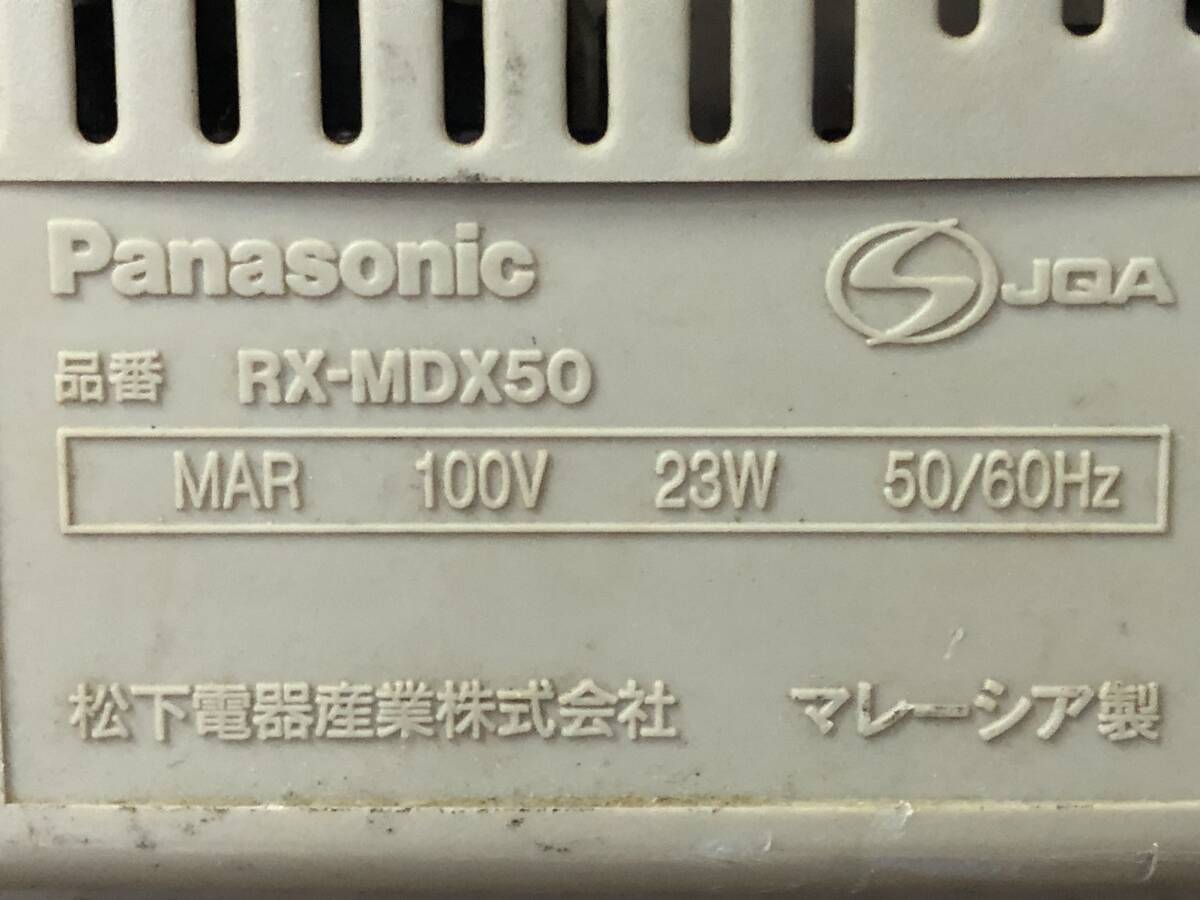 Panasonic
JQA
品番 RX-MDX50
MAR 100V 23W 50/60Hz
松下電器産業株式会社 マレーシア製